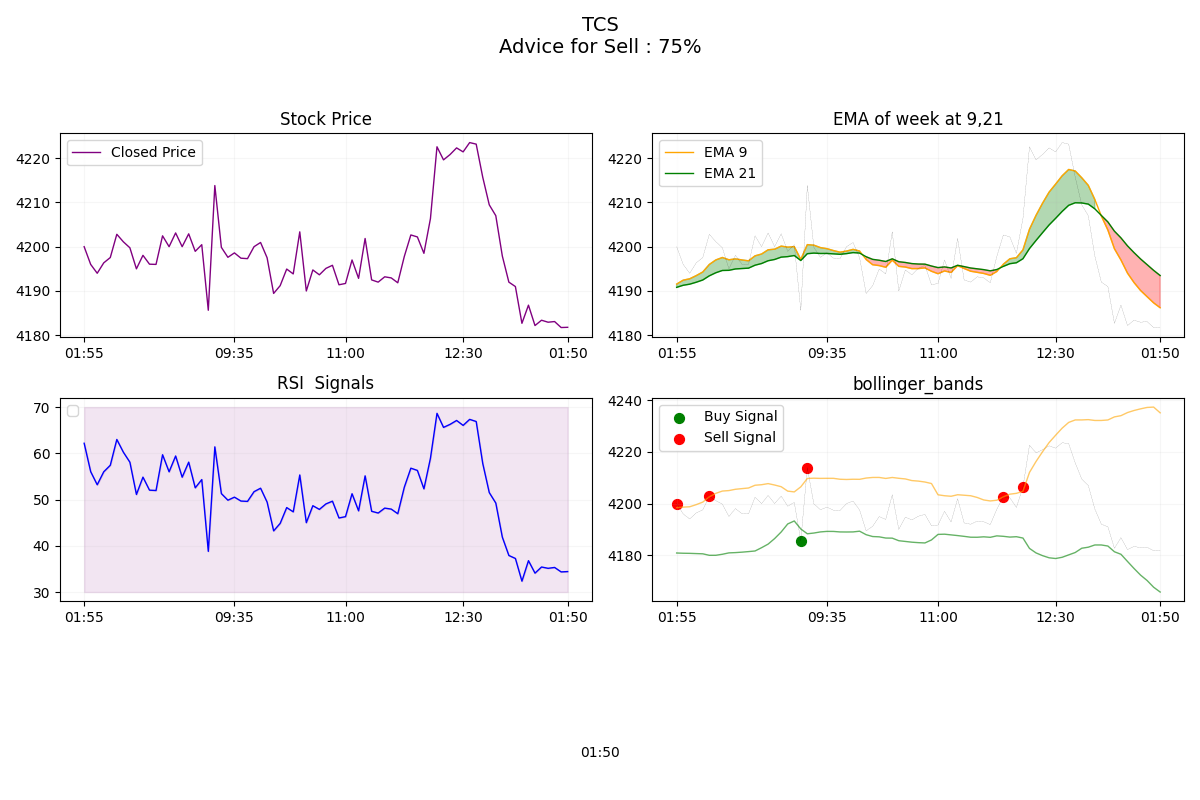 TCS
Advice for Sell : 75%
Stock Price
Closed Price
4220
4210
4200
4190
4180
01:55 09:35 11:00 12:30 01:50
EMA of week at 9,21
EMA 9
EMA 21
4220
4210
4200
4190
4180
01:55 09:35 11:00 12:30 01:50
RSI  Signals
70
60
50
40
30
01:55 09:35 11:00 12:30 01:50
bollinger_bands
Buy Signal
Sell Signal
4240
4220
4200
4180
01:55 09:35 11:00 12:30 01:50
01:50